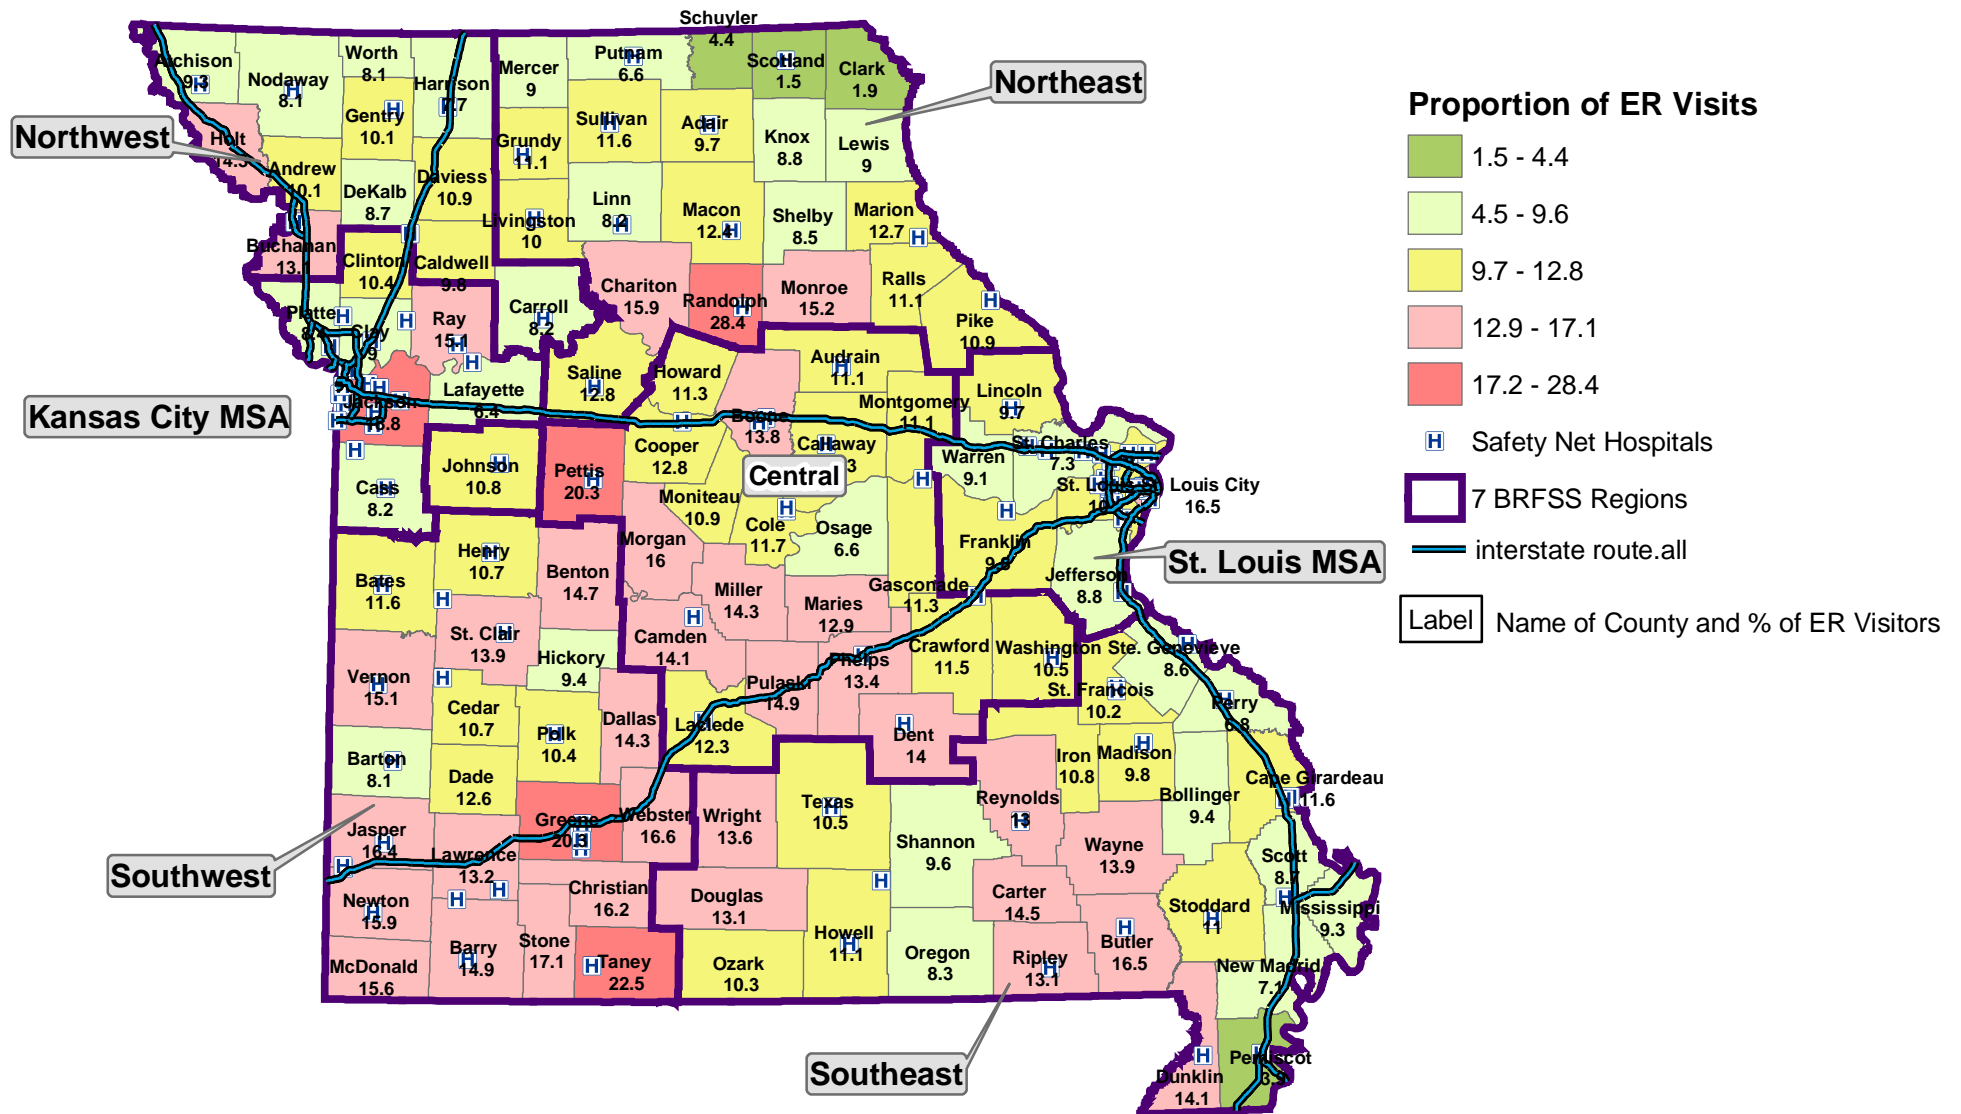 Schuyler
4.4
Atchison
9.3
Nodaway
8.1
Worth
8.1
Harrison
7.7
Mercer
9
Putnam
6.6
Scotland
1.5
Clark
1.9
Northeast
Northwest
Holt
14.3
Gentry
10.1
Andrew
10.1
DeKalb
8.7
Daviess
10.9
Grundy
11.1
Sullivan
11.6
Adair
9.7
Knox
8.8
Lewis
9
Livingston
10
Linn
8.2
Macon
12.4
Shelby
8.5
Marion
12.7
Buchanan
13.1
Clinton
10.4
Caldwell
9.8
Carroll
8.2
Chariton
15.9
Randolph
28.4
Monroe
15.2
Ralls
11.1
Pike
10.9
Platte
Clay
9
Ray
15.1
Kansas City MSA
Jackson
Lafayette
6.4
Saline
12.8
Howard
11.3
Boone
13.8
Audrain
11.1
Montgomery
11.1
Lincoln
9.7
Callaway
Central
Warren
9.1
St. Charles
7.3
St. Louis
St. Louis City
16.5
Cass
8.2
Johnson
10.8
Pettis
20.3
Cooper
12.8
Moniteau
10.9
Cole
11.7
Osage
6.6
Gasconade
11.3
Franklin
Jefferson
8.8
St. Louis MSA
Bates
11.6
Henry
10.7
Benton
14.7
Morgan
16
Miller
14.3
Maries
12.9
Camden
14.1
St. Clair
13.9
Hickory
9.4
Vernon
15.1
Cedar
10.7
Polk
10.4
Dallas
14.3
Laclede
12.3
Pulaski
14.9
Phelps
13.4
Crawford
11.5
Washington
10.5
Ste. Genevieve
8.6
St. Francois
10.2
Perry
6.8
Dent
14
Barton
8.1
Dade
12.6
Greene
20.3
Webster
16.6
Wright
13.6
Texas
10.5
Shannon
9.6
Reynolds
13
Iron
10.8
Madison
9.8
Bollinger
9.4
Cape Girardeau
11.6
Jasper
16.4
Lawrence
13.2
Southwest
Newton
15.9
Christian
16.2
Douglas
13.1
Carter
14.5
Wayne
13.9
Stoddard
11
Scott
8.7
Mississippi
9.3
McDonald
15.6
Barry
14.9
Stone
17.1
Taney
22.5
Ozark
10.3
Howell
11.1
Oregon
8.3
Ripley
13.1
Butler
16.5
New Madrid
7.1
Southeast
Dunklin
14.1
Pemiscot
3.9
Proportion of ER Visits
1.5 - 4.4
4.5 - 9.6
9.7 - 12.8
12.9 - 17.1
17.2 - 28.4
H Safety Net Hospitals
7 BRFSS Regions
interstate route.all
Label Name of County and % of ER Visitors